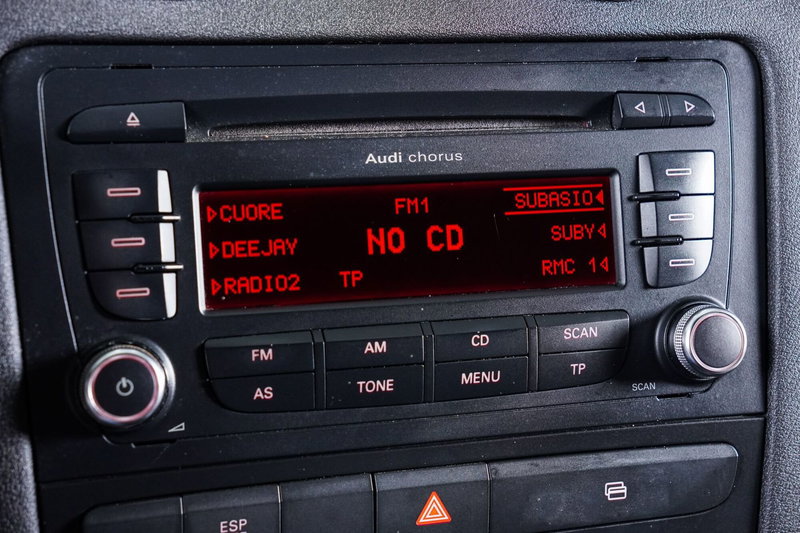 Audi chorus
CUORE FM1 SUBASIO
DEEJAY NO CD SUBY
RADIO2 TP RMC 1
FM AM CD SCAN
AS TONE MENU TP
SCAN
ESP